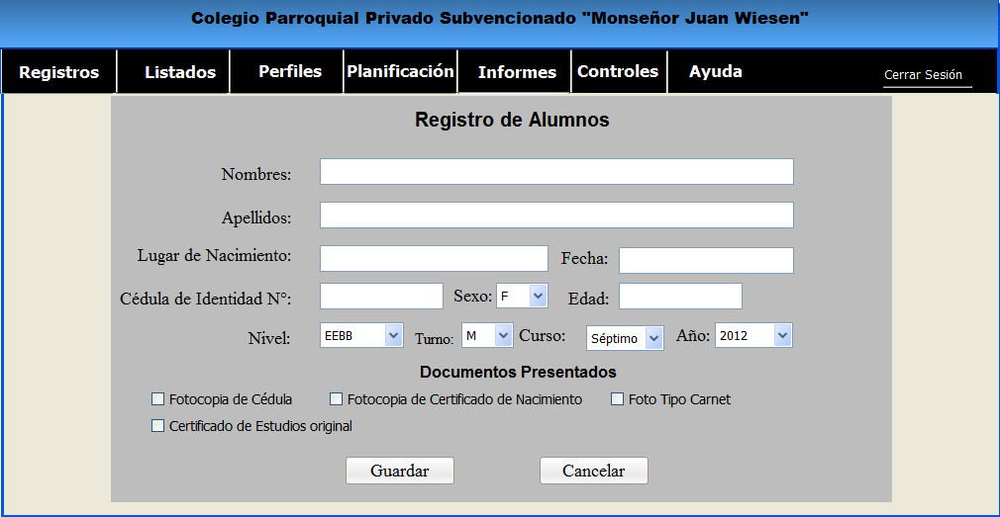 Colegio Parroquial Privado Subvencionado "Monseñor Juan Wiesen"
Registros Listados Perfiles Planificación Informes Controles Ayuda Cerrar Sesión
Registro de Alumnos
Nombres:
Apellidos:
Lugar de Nacimiento: Fecha:
Cédula de Identidad N°: Sexo: F Edad:
Nivel: EEBB Turno: M Curso: Séptimo Año: 2012
Documentos Presentados
Fotocopia de Cédula Fotocopia de Certificado de Nacimiento Foto Tipo Carnet
Certificado de Estudios original
Guardar Cancelar